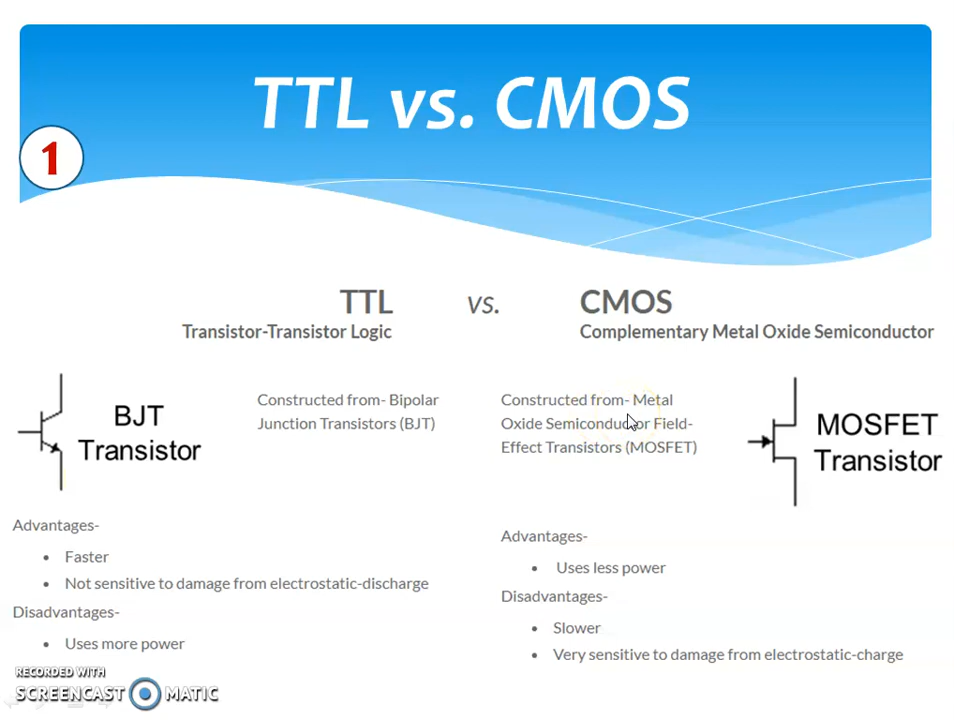 TTL vs. CMOS
1
TTL vs. CMOS
Transistor-Transistor Logic Complementary Metal Oxide Semiconductor
BJT
Transistor
Constructed from- Bipolar
Junction Transistors (BJT)
Constructed from- Metal
Oxide Semiconductor Field-
Effect Transistors (MOSFET)
MOSFET
Transistor
Advantages-
• Faster
• Not sensitive to damage from electrostatic-discharge
Disadvantages-
• Uses more power
Advantages-
• Uses less power
Disadvantages-
• Slower
• Very sensitive to damage from electrostatic-charge
RECORDED WITH
SCREENCAST MATIC